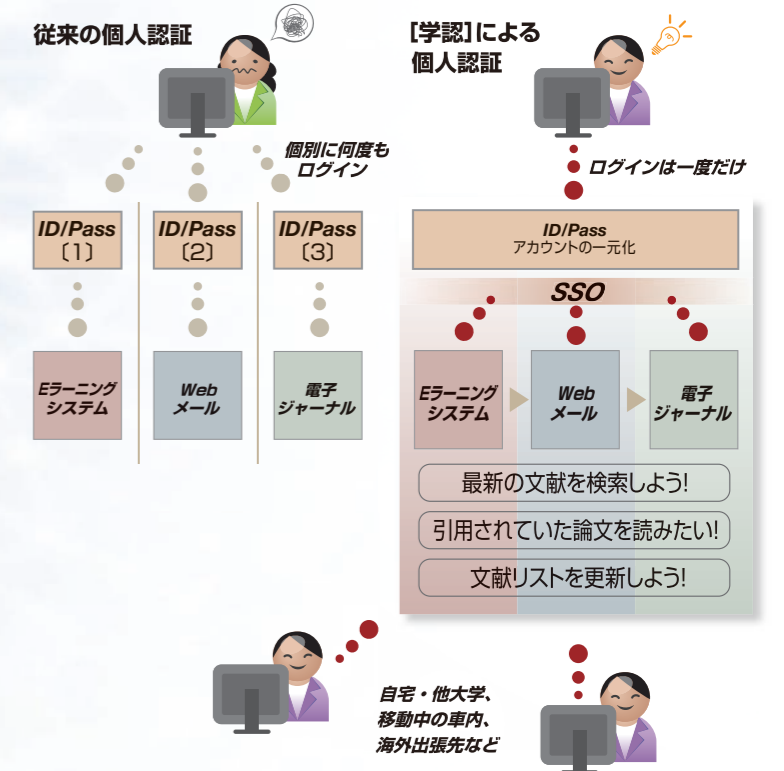 従来の個人認証
個別に何度も
ログイン
ID/Pass
〔1〕
ID/Pass
〔2〕
ID/Pass
〔3〕
Eラーニング
システム
Web
メール
電子
ジャーナル
［学認］による
個人認証
ログインは一度だけ
ID/Pass
アカウントの一元化
SSO
Eラーニング
システム
Web
メール
電子
ジャーナル
最新の文献を検索しよう!
引用されていた論文を読みたい!
文献リストを更新しよう!
自宅・他大学、
移動中の車内、
海外出張先など